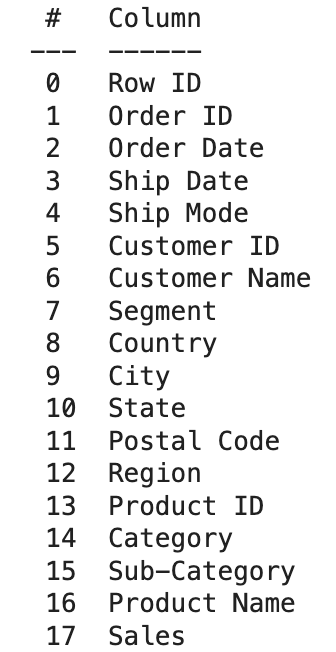 #   Column
--- ------
0   Row ID
1   Order ID
2   Order Date
3   Ship Date
4   Ship Mode
5   Customer ID
6   Customer Name
7   Segment
8   Country
9   City
10  State
11  Postal Code
12  Region
13  Product ID
14  Category
15  Sub-Category
16  Product Name
17  Sales